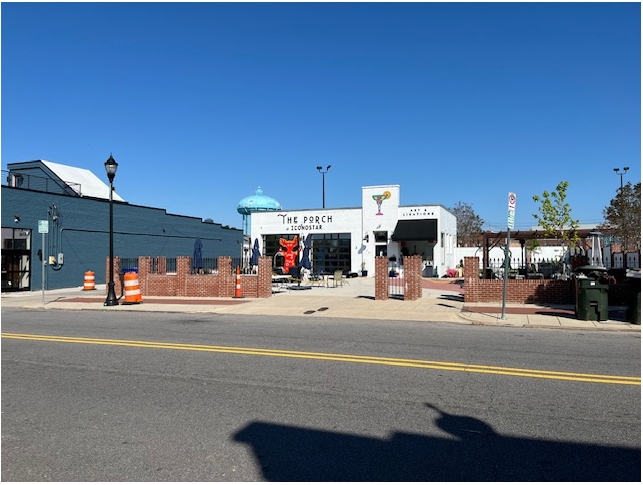 THE PORCH
at ICONOSTAR
ART &
LIBATIONS